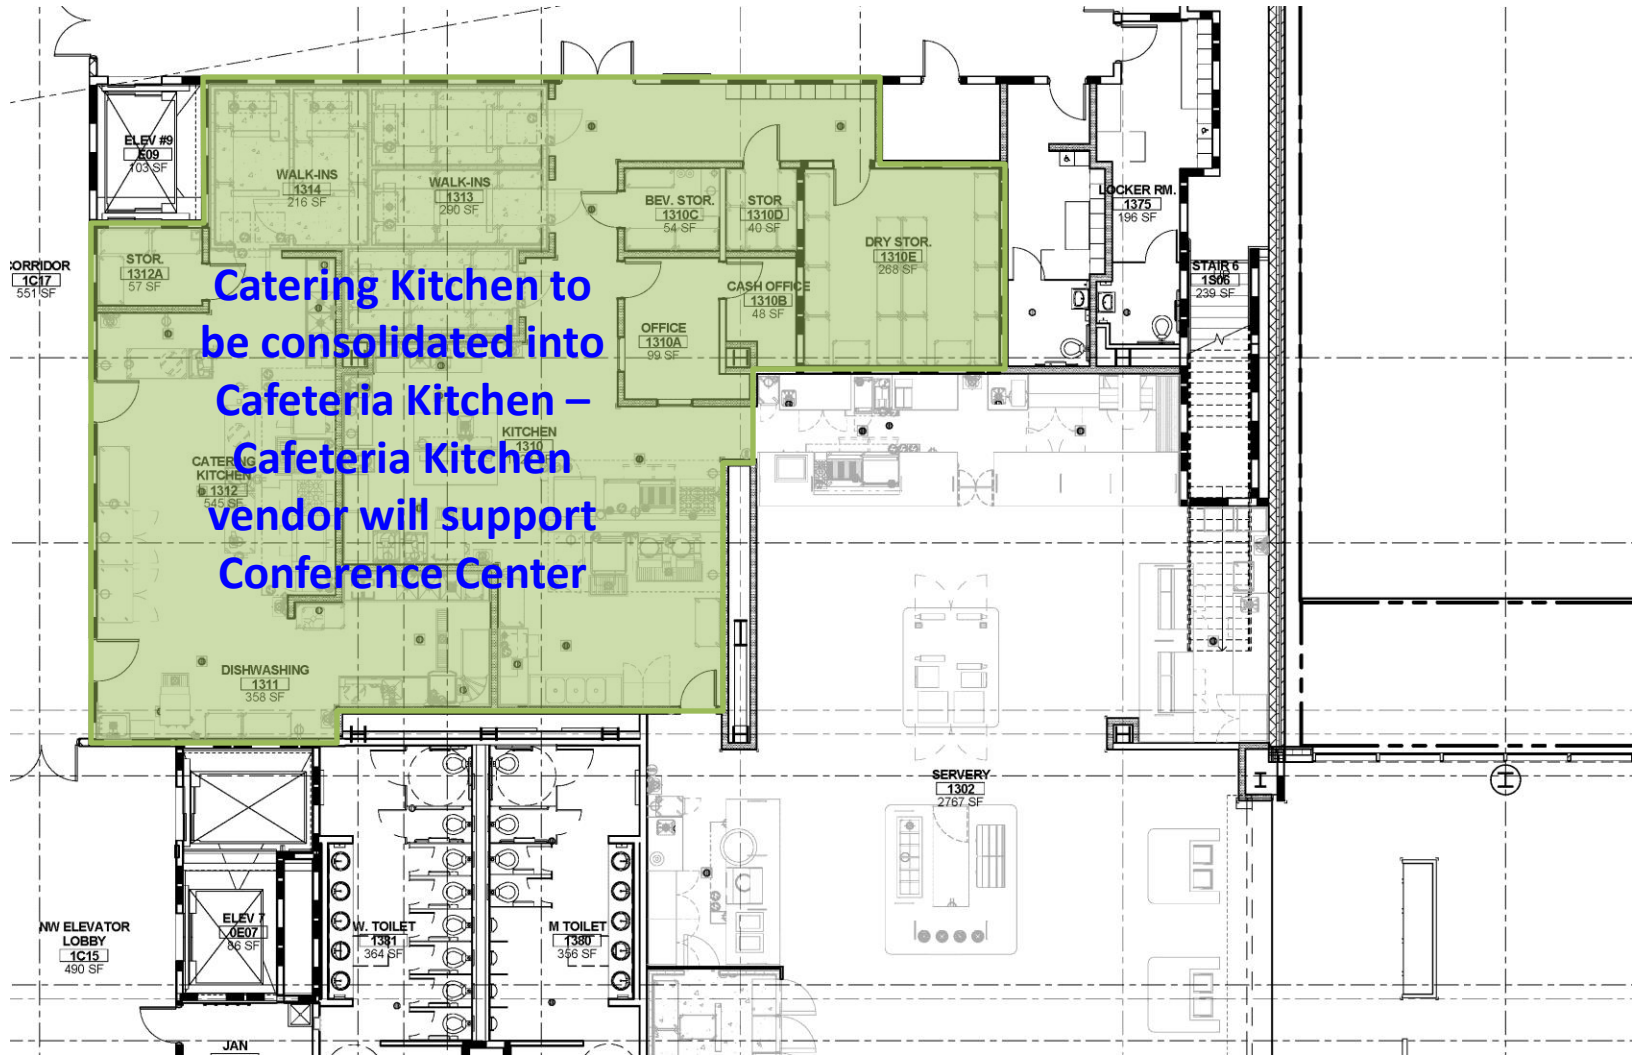 ELEV #9
E09
103 SF
WALK-INS
1314
216 SF
WALK-INS
1313
290 SF
BEV. STOR.
1310C
54 SF
STOR
1310D
40 SF
LOCKER RM.
1375
196 SF
DRY STOR.
1310E
268 SF
CORRIDOR
1C17
551 SF
STOR.
1312A
57 SF
STAIR 6
1S06
239 SF
CASH OFFICE
1310B
48 SF
OFFICE
1310A
99 SF
Catering Kitchen to
be consolidated into
Cafeteria Kitchen –
Cafeteria Kitchen
vendor will support
Conference Center
KITCHEN
1310
CATERING
KITCHEN
1312
545 SF
DISHWASHING
1311
358 SF
SERVERY
1302
2767 SF
NW ELEVATOR
LOBBY
1C15
490 SF
ELEV 7
0E07
86 SF
W. TOILET
1381
364 SF
M TOILET
1380
356 SF
JAN